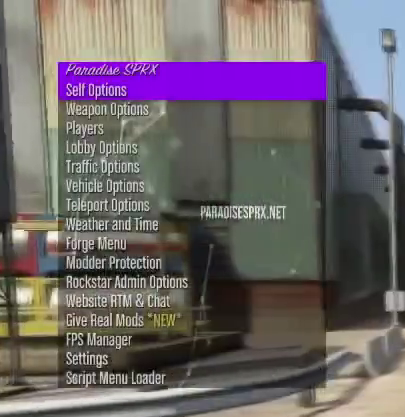 Paradise SPRX
Self Options
Weapon Options
Players
Lobby Options
Traffic Options
Vehicle Options
Teleport Options
PARADISESPRX.NET
Weather and Time
Forge Menu
Modder Protection
Rockstar Admin Options
Website RTM & Chat
Give Real Mods "NEW"
FPS Manager
Settings
Script Menu Loader